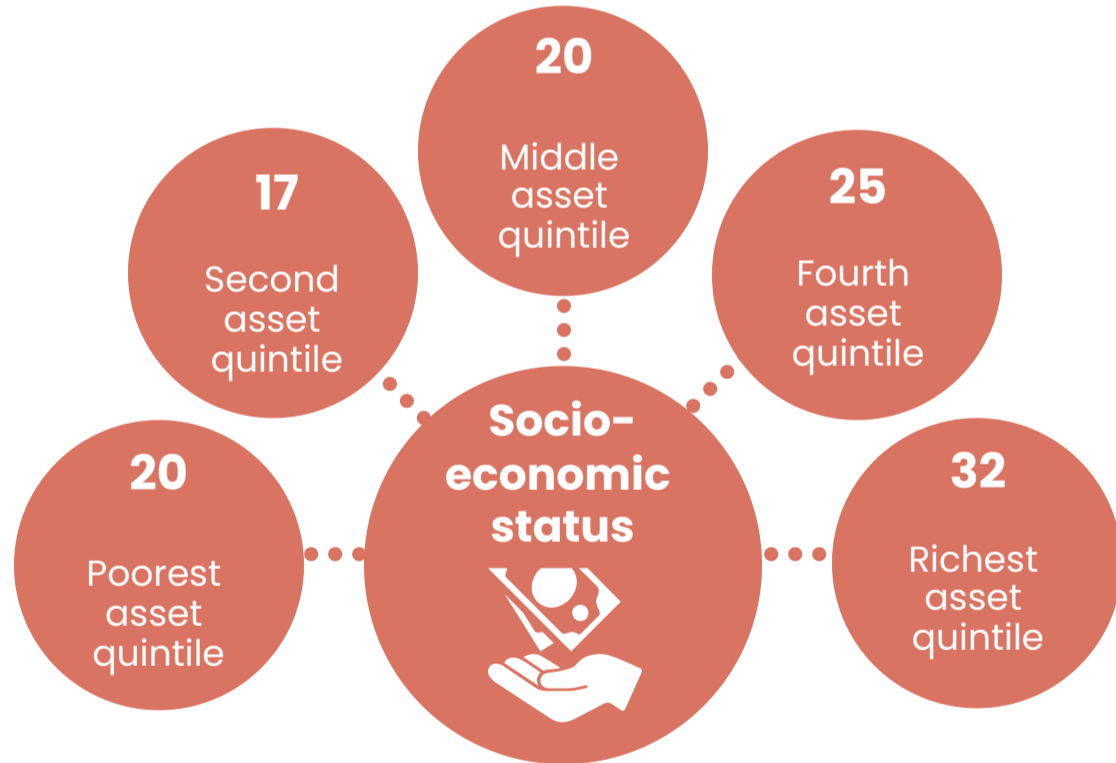 20
Middle
asset
quintile
17
Second
asset
quintile
25
Fourth
asset
quintile
20
Poorest
asset
quintile
Socio-
economic
status
32
Richest
asset
quintile